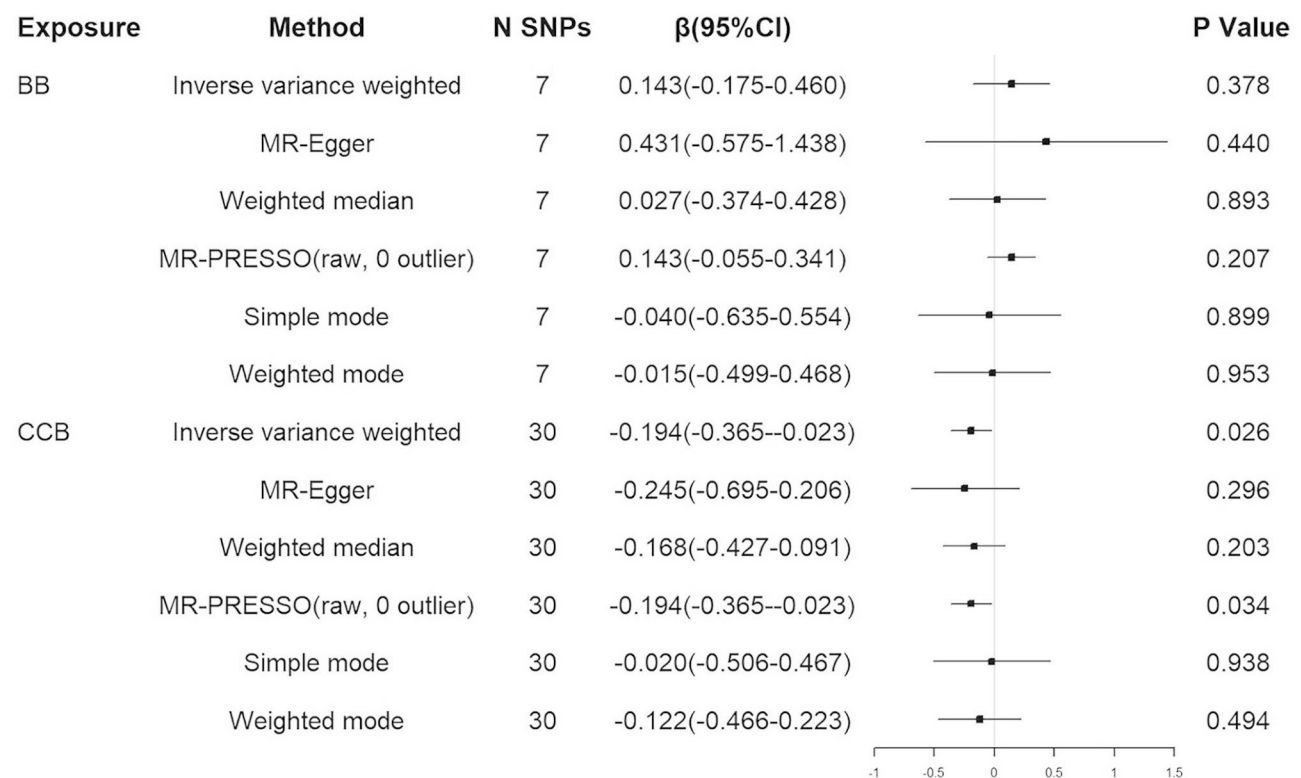 Exposure Method N SNPs β(95%CI) P Value
BB Inverse variance weighted 7 0.143(-0.175-0.460) 0.378
MR-Egger 7 0.431(-0.575-1.438) 0.440
Weighted median 7 0.027(-0.374-0.428) 0.893
MR-PRESSO(raw, 0 outlier) 7 0.143(-0.055-0.341) 0.207
Simple mode 7 -0.040(-0.635-0.554) 0.899
Weighted mode 7 -0.015(-0.499-0.468) 0.953
CCB Inverse variance weighted 30 -0.194(-0.365--0.023) 0.026
MR-Egger 30 -0.245(-0.695-0.206) 0.296
Weighted median 30 -0.168(-0.427-0.091) 0.203
MR-PRESSO(raw, 0 outlier) 30 -0.194(-0.365--0.023) 0.034
Simple mode 30 -0.020(-0.506-0.467) 0.938
Weighted mode 30 -0.122(-0.466-0.223) 0.494
-1 -0.5 0 0.5 1 1.5